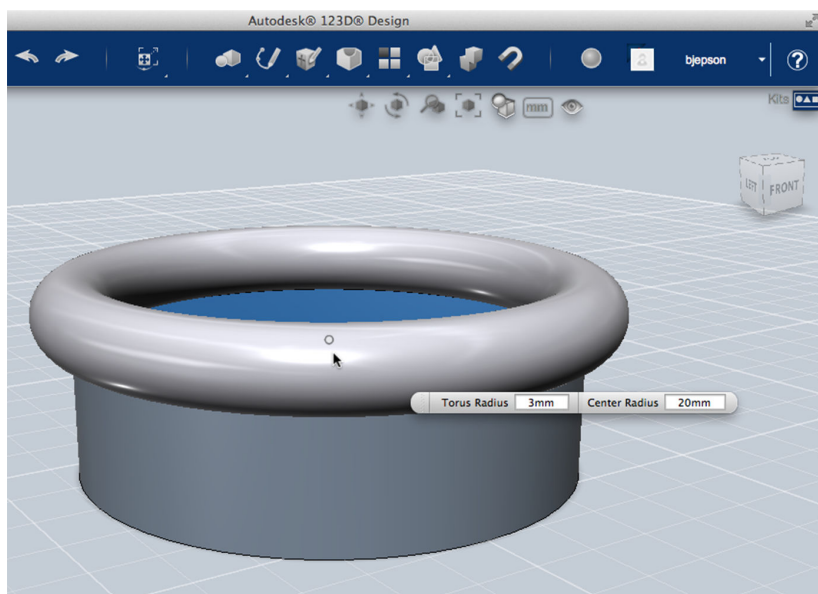 Autodesk® 123D® Design
bjepson
?
mm
Kits
LEFT
FRONT
Torus Radius 3mm Center Radius 20mm